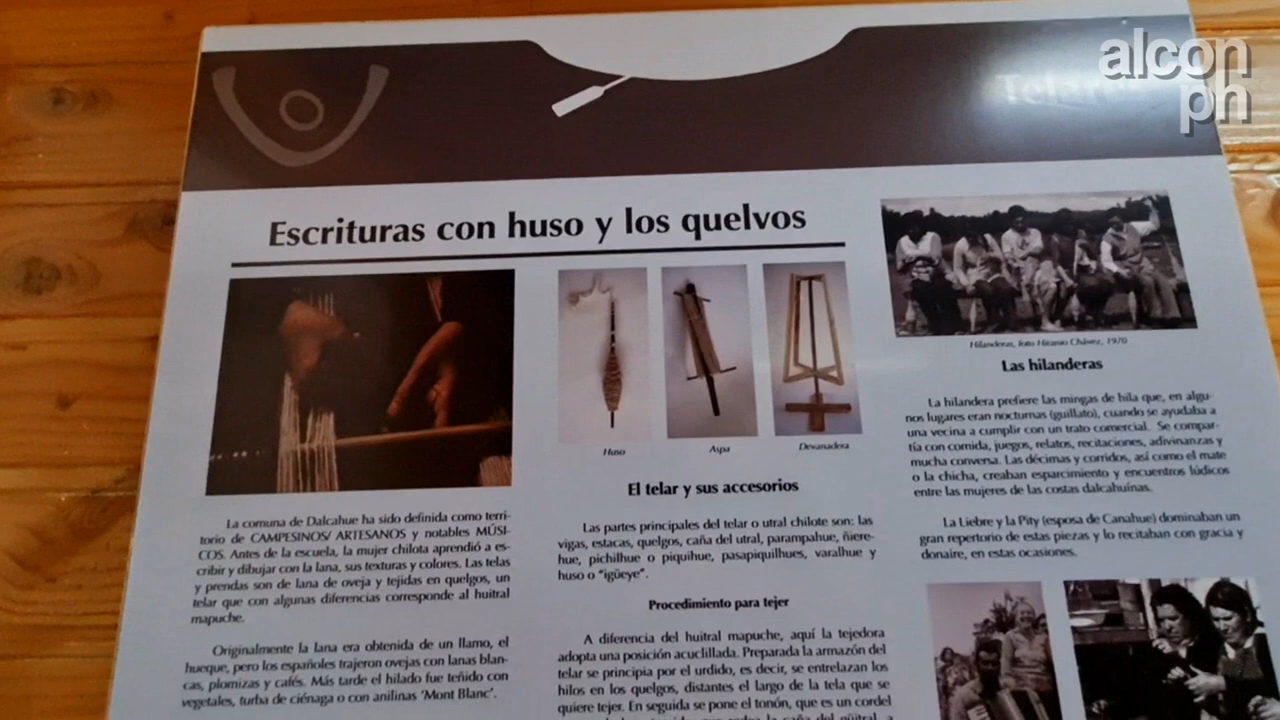 alcon
ph
Telares
Escrituras con huso y los quelvos
La comuna de Dalcahue ha sido definida como terri-
torio de CAMPESINOS/ ARTESANOS y notables MÚSI-
COS. Antes de la escuela, la mujer chilota aprendió a es-
cribir y dibujar con la lana, sus texturas y colores. Las telas
y prendas son de lana de oveja y tejidas en quelgos, un
telar que con algunas diferencias corresponde al huitral
mapuche.
Originalmente la lana era obtenida de un llamo, el
hueque, pero los españoles trajeron ovejas con lanas blan-
cas, plomizas y cafés. Más tarde el hilado fue teñido con
vegetales, turba de ciénaga o con anilinas 'Mont Blanc'.
Huso
Aspa
Devanadera
El telar y sus accesorios
Las partes principales del telar o utral chilote son: las
vigas, estacas, quelgos, caña del utral, parampahue, ñiere-
hue, pichilhue o piquihue, pasapiquilhues, varalhue y
huso o "igüeye".
Procedimiento para tejer
A diferencia del huitral mapuche, aquí la tejedora
adopta una posición acuclillada. Preparada la armazón del
telar se principia por el urdido, es decir, se entrelazan los
hilos en los quelgos, distantes el largo de la tela que se
quiere tejer. En seguida se pone el tonón, que es un cordel
Hilanderas, foto Hiranio Chávez, 1970
Las hilanderas
La hilandera prefiere las mingas de hila que, en algu-
nos lugares eran nocturnas (guillato), cuando se ayudaba a
una vecina a cumplir con un trato comercial. Se compar-
tía con comida, juegos, relatos, recitaciones, adivinanzas y
mucha conversa. Las décimas y corridos, así como el mate
o la chicha, creaban esparcimiento y encuentros lúdicos
entre las mujeres de las costas dalcahuínas.
La Liebre y la Pity (esposa de Canahue) dominaban un
gran repertorio de estas piezas y lo recitaban con gracia y
donaire, en estas ocasiones.